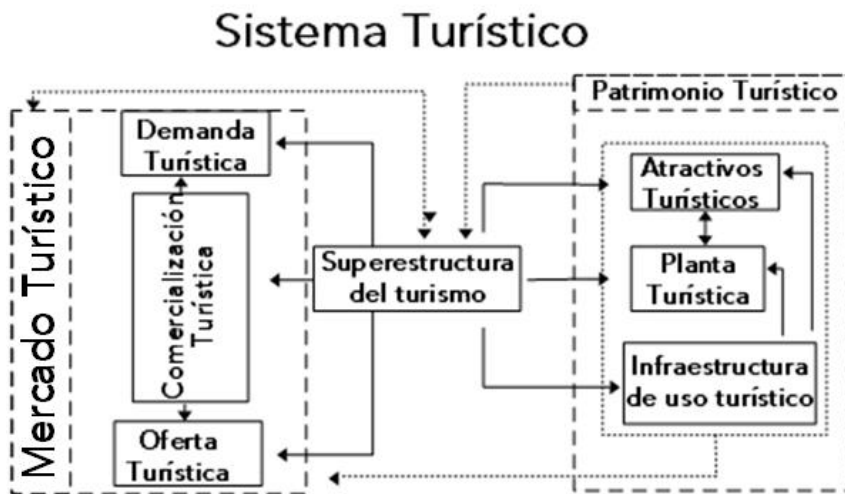 Sistema Turístico
Mercado Turístico
Demanda
Turística
Comercialización
Turística
Oferta
Turística
Superestructura
del turismo
Patrimonio Turístico
Atractivos
Turísticos
Planta
Turística
Infraestructura
de uso turístico